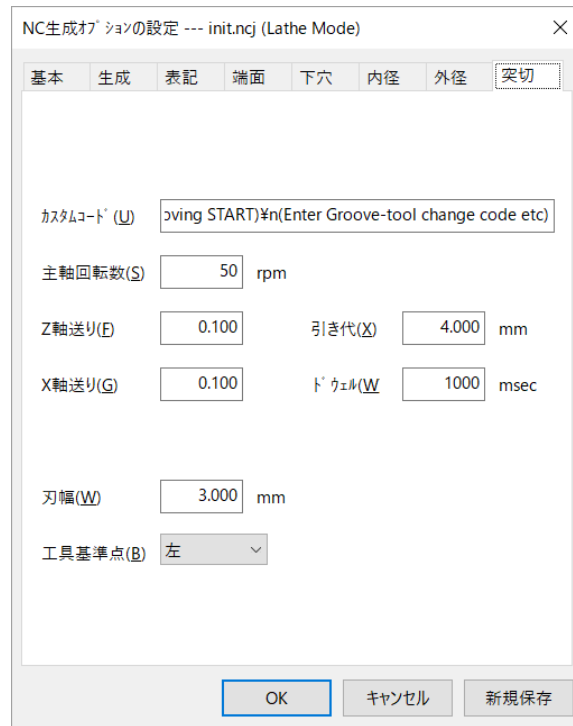 NC生成ｵﾌﾟｼｮﾝの設定 --- init.ncj (Lathe Mode)
基本 生成 表記 端面 下穴 内径 外径 突切
ｶｽﾀﾑｺｰﾄﾞ(U) oving START)¥n(Enter Groove-tool change code etc)
主軸回転数(S) 50 rpm
Z軸送り(F) 0.100 引き代(X) 4.000 mm
X軸送り(G) 0.100 ﾄﾞｳｪﾙ(W 1000 msec
刃幅(W) 3.000 mm
工具基準点(B) 左
OK キャンセル 新規保存